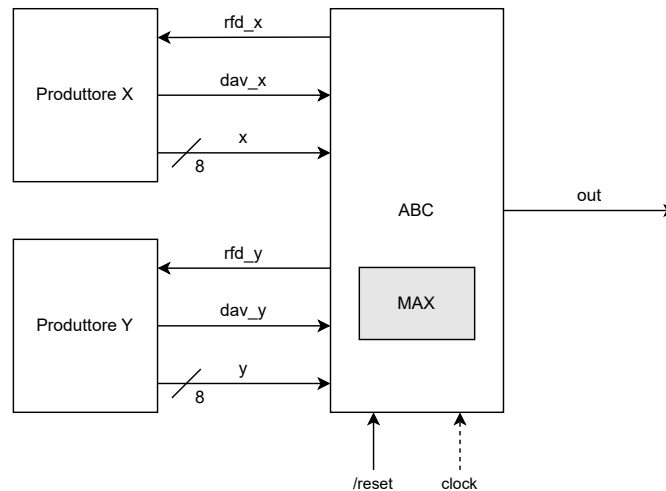 rfd_x
Produttore X
dav_x
x
8
ABC
out
rfd_y
MAX
Produttore Y
dav_y
y
8
/reset
clock